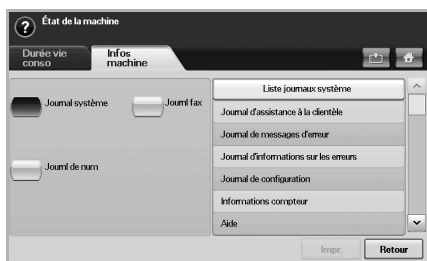 État de la machine
Durée vie conso
Infos machine
Journal système
Journl fax
Journl de num
Liste journaux système
Journal d'assistance à la clientèle
Journal de messages d'erreur
Journal d'informations sur les erreurs
Journal de configuration
Informations compteur
Aide
Impr.
Retour